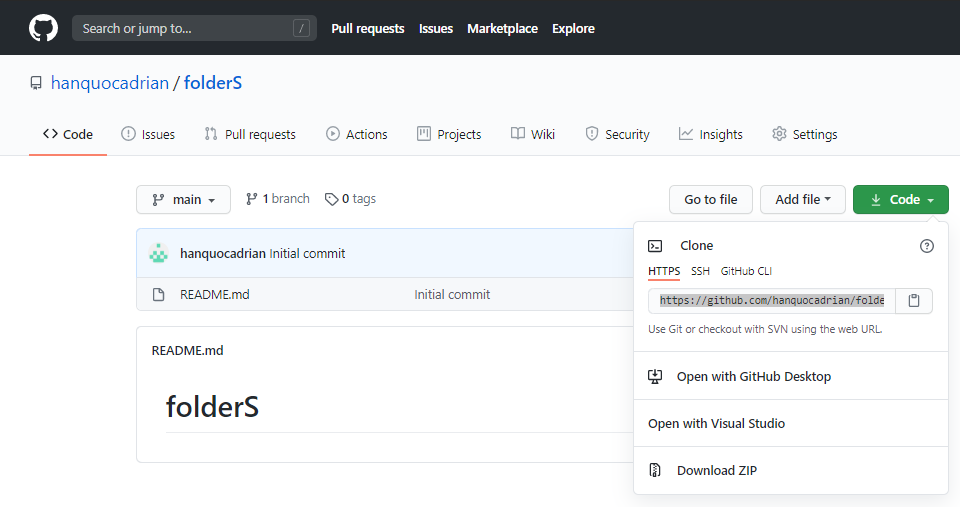 Search or jump to... / Pull requests Issues Marketplace Explore
hanquocadrian / folderS
Code Issues Pull requests Actions Projects Wiki Security Insights Settings
main 1 branch 0 tags Go to file Add file Code
hanquocadrian Initial commit
README.md Initial commit
README.md
folderS
Clone
HTTPS SSH GitHub CLI
https://github.com/hanquocadrian/folde
Use Git or checkout with SVN using the web URL.
Open with GitHub Desktop
Open with Visual Studio
Download ZIP